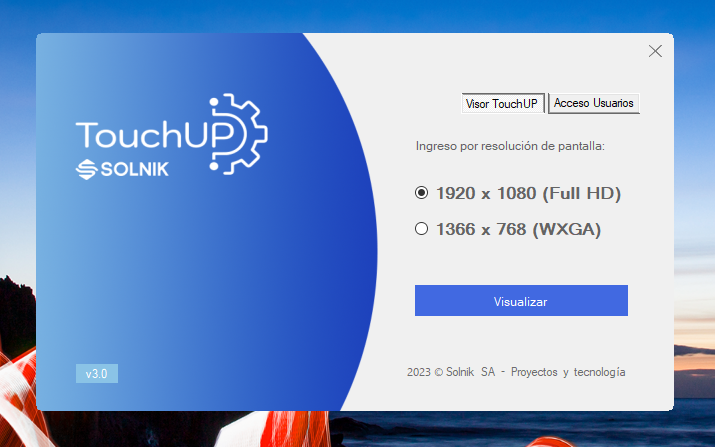 TouchUP
SOLNIK
v3.0
Visor TouchUP
Acceso Usuarios
Ingreso por resolución de pantalla:
1920 x 1080 (Full HD)
1366 x 768 (WXGA)
Visualizar
2023 © Solnik SA - Proyectos y tecnología